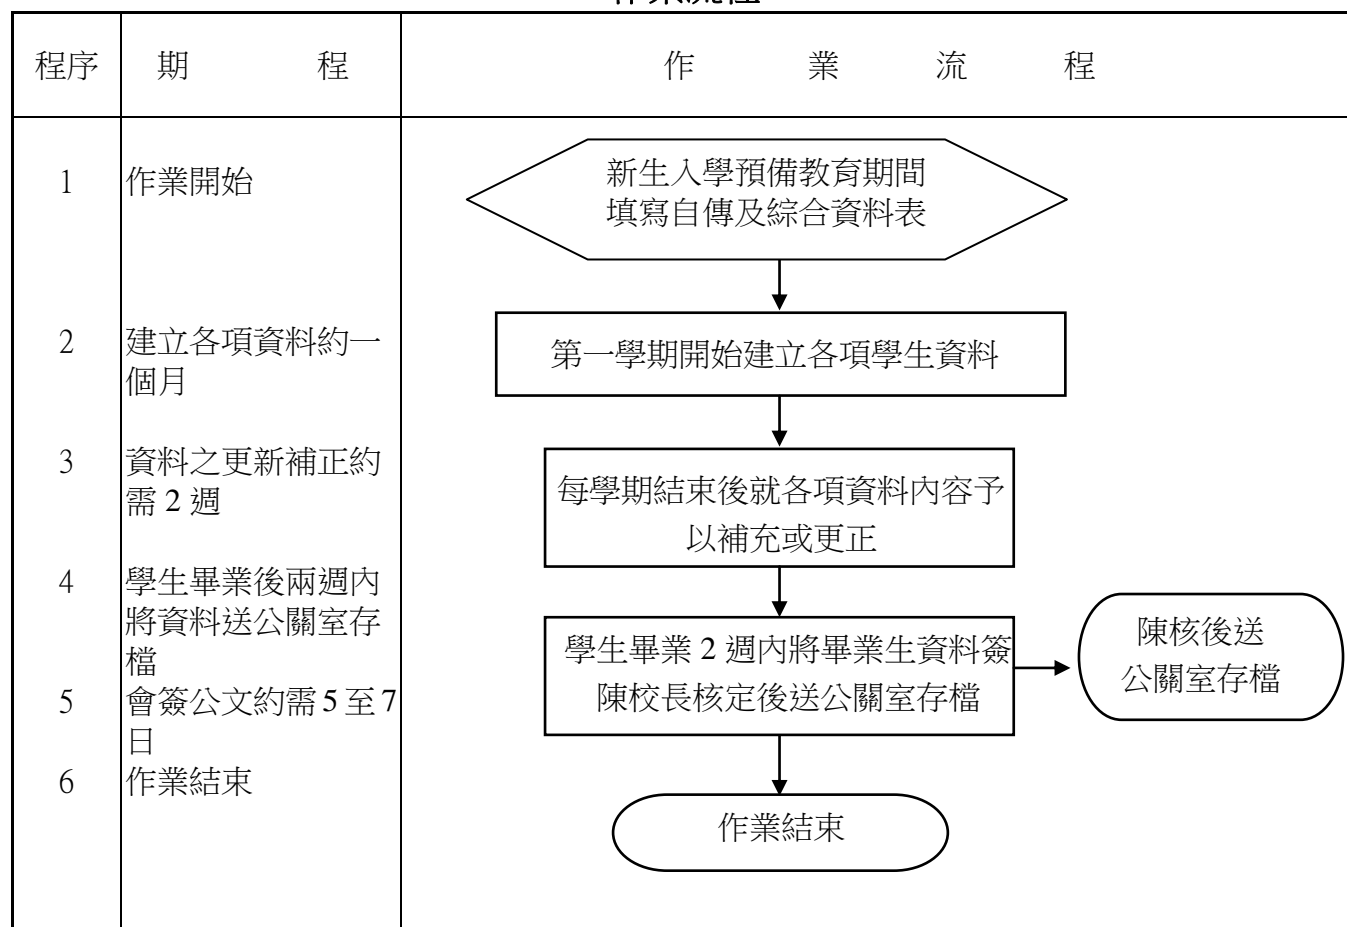 作業流程
程序
期 程
作 業 流 程
1
作業開始
新生入學預備教育期間
填寫自傳及綜合資料表
2
建立各項資料約一
個月
第一學期開始建立各項學生資料
3
資料之更新補正約
需 2 週
每學期結束後就各項資料內容予
以補充或更正
4
學生畢業後兩週內
將資料送公關室存
檔
學生畢業 2 週內將畢業生資料簽
陳校長核定後送公關室存檔
陳核後送
公關室存檔
5
會簽公文約需 5 至 7
日
6
作業結束
作業結束